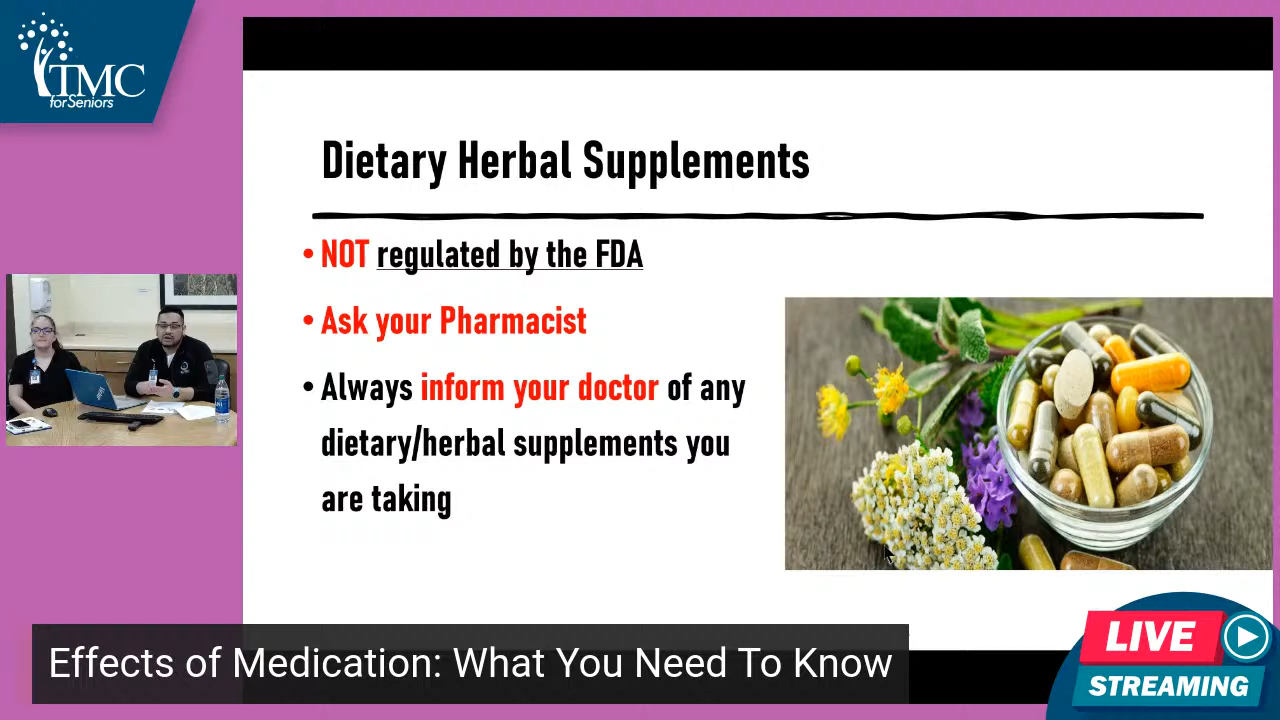 TMC
for Seniors
Dietary Herbal Supplements
• NOT regulated by the FDA
• Ask your Pharmacist
• Always inform your doctor of any
dietary/herbal supplements you
are taking
Effects of Medication: What You Need To Know
LIVE
STREAMING